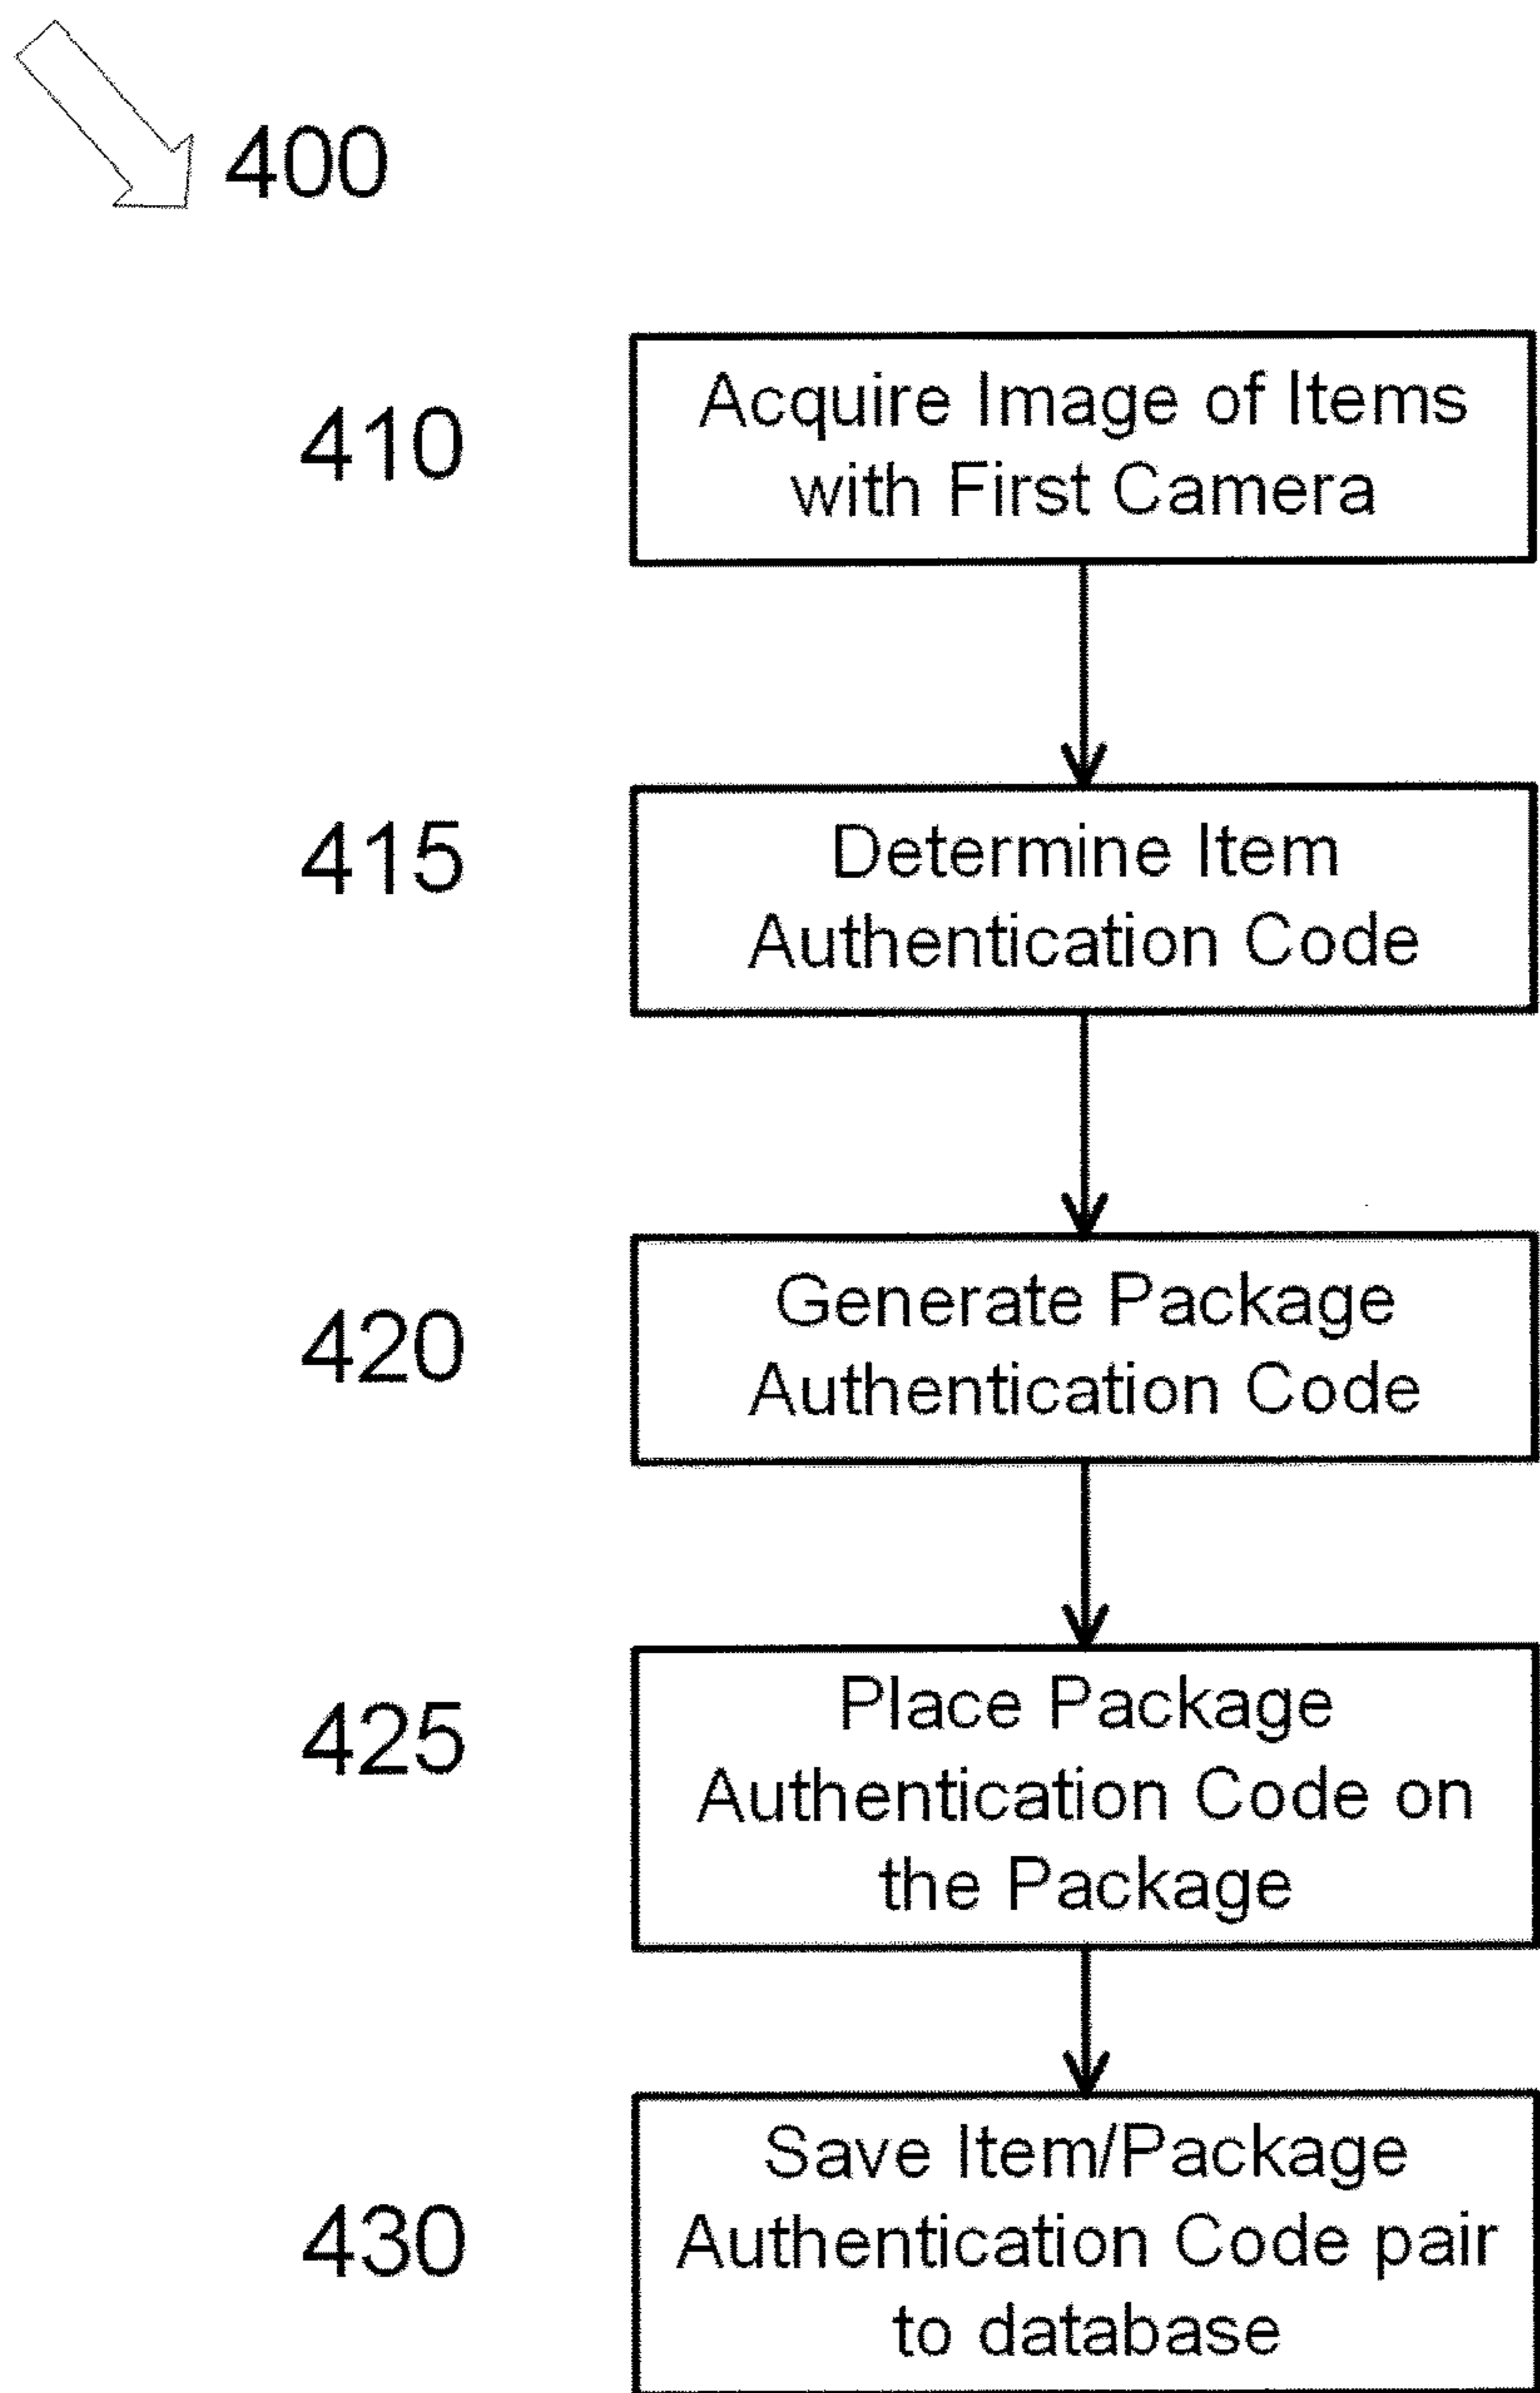 400
410
Acquire Image of Items
with First Camera
415
Determine Item
Authentication Code
420
Generate Package
Authentication Code
425
Place Package
Authentication Code on
the Package
430
Save Item/Package
Authentication Code pair
to database